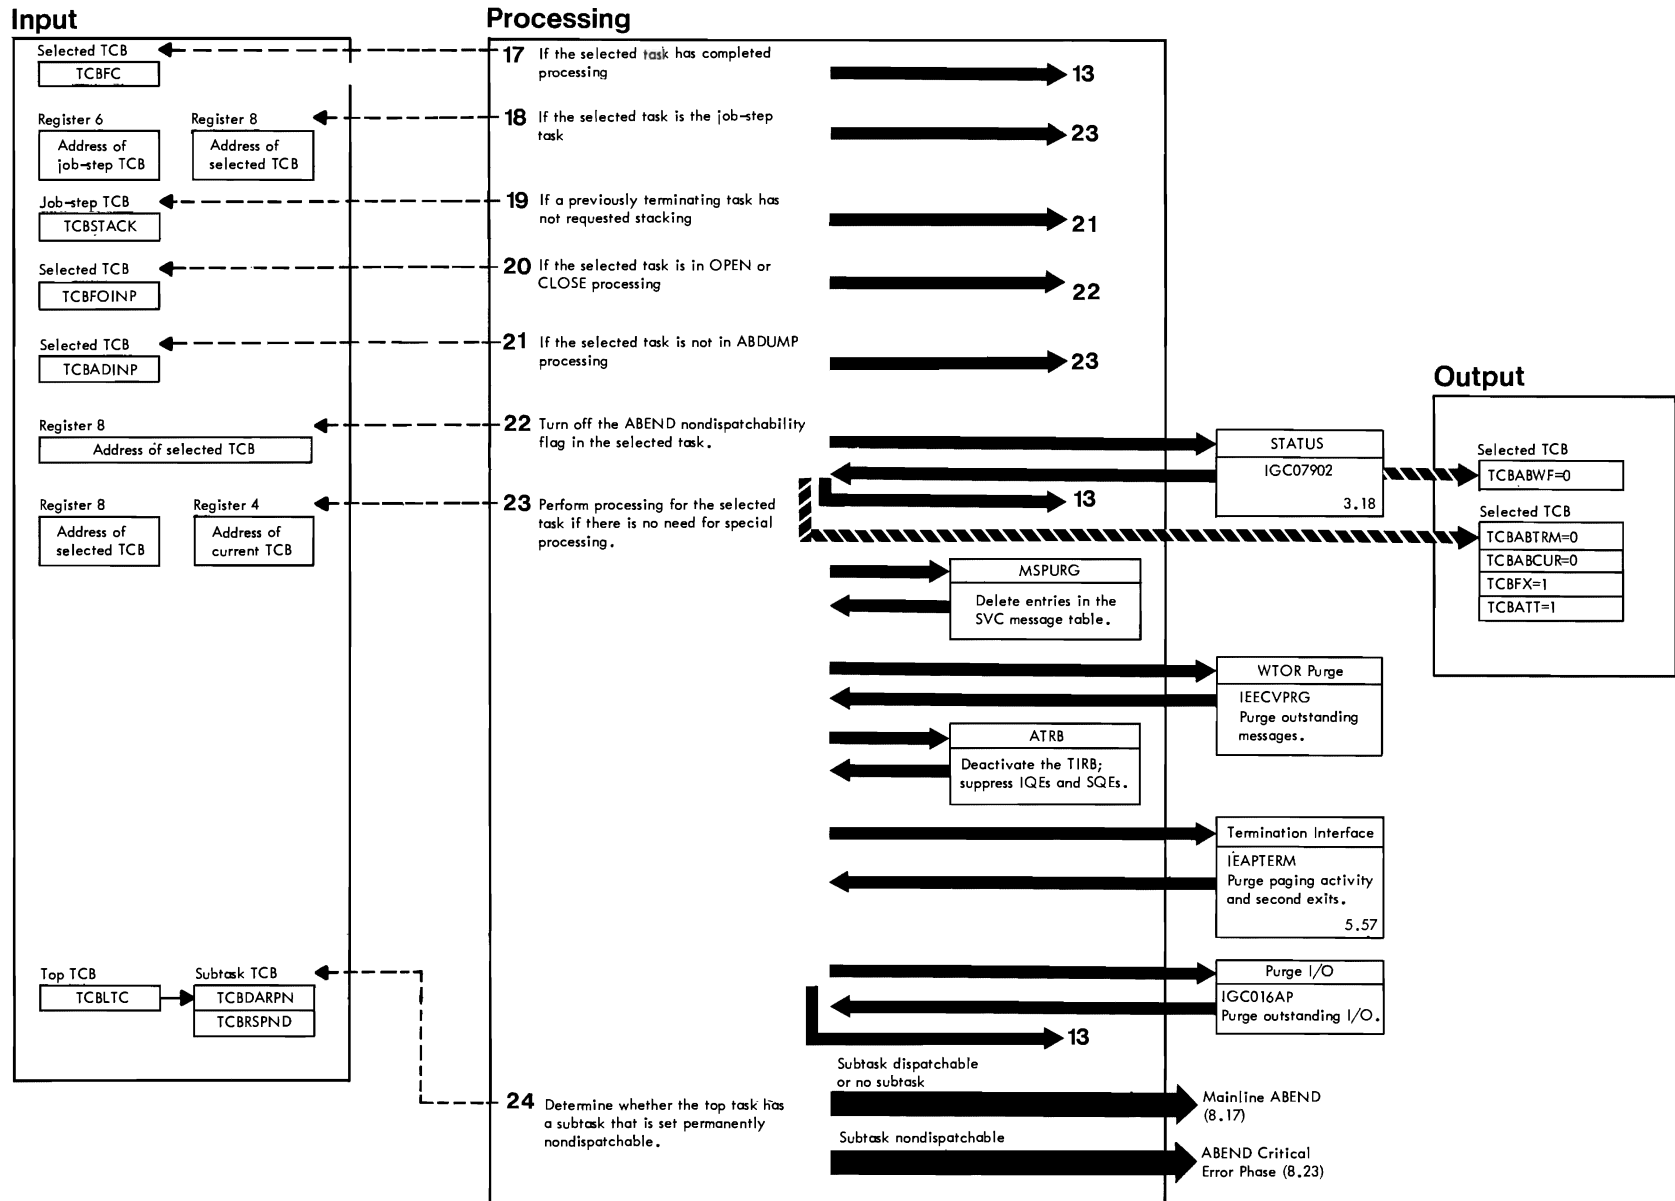 Input
Processing
Selected TCB
TCBFC
17 If the selected task has completed
processing
13
Register 6
Address of
job-step TCB
Register 8
Address of
selected TCB
18 If the selected task is the job-step
task
23
Job-step TCB
TCBSTACK
19 If a previously terminating task has
not requested stacking
21
Selected TCB
TCBFOINP
20 If the selected task is in OPEN or
CLOSE processing
22
Selected TCB
TCBADINP
21 If the selected task is not in ABDUMP
processing
23
Output
Register 8
Address of selected TCB
22 Turn off the ABEND nondispatchability
flag in the selected task.
STATUS
IGC07902
3.18
Selected TCB
TCBABWF=0
13
Register 8
Address of
selected TCB
Register 4
Address of
current TCB
23 Perform processing for the selected
task if there is no need for special
processing.
Selected TCB
TCBABTRM=0
TCBABCUR=0
TCBFX=1
TCBATT=1
MSPURG
Delete entries in the
SVC message table.
WTOR Purge
IEECVPRG
Purge outstanding
messages.
ATRB
Deactivate the TIRB;
suppress IQEs and SQEs.
Termination Interface
IEAPTERM
Purge paging activity
and second exits.
5.57
Purge I/O
IGC016AP
Purge outstanding I/O.
13
Top TCB
TCBLTC
Subtask TCB
TCBDARPN
TCBRSPND
24 Determine whether the top task has
a subtask that is set permanently
nondispatchable.
Subtask dispatchable
or no subtask
Mainline ABEND
(8.17)
Subtask nondispatchable
ABEND Critical
Error Phase (8.23)